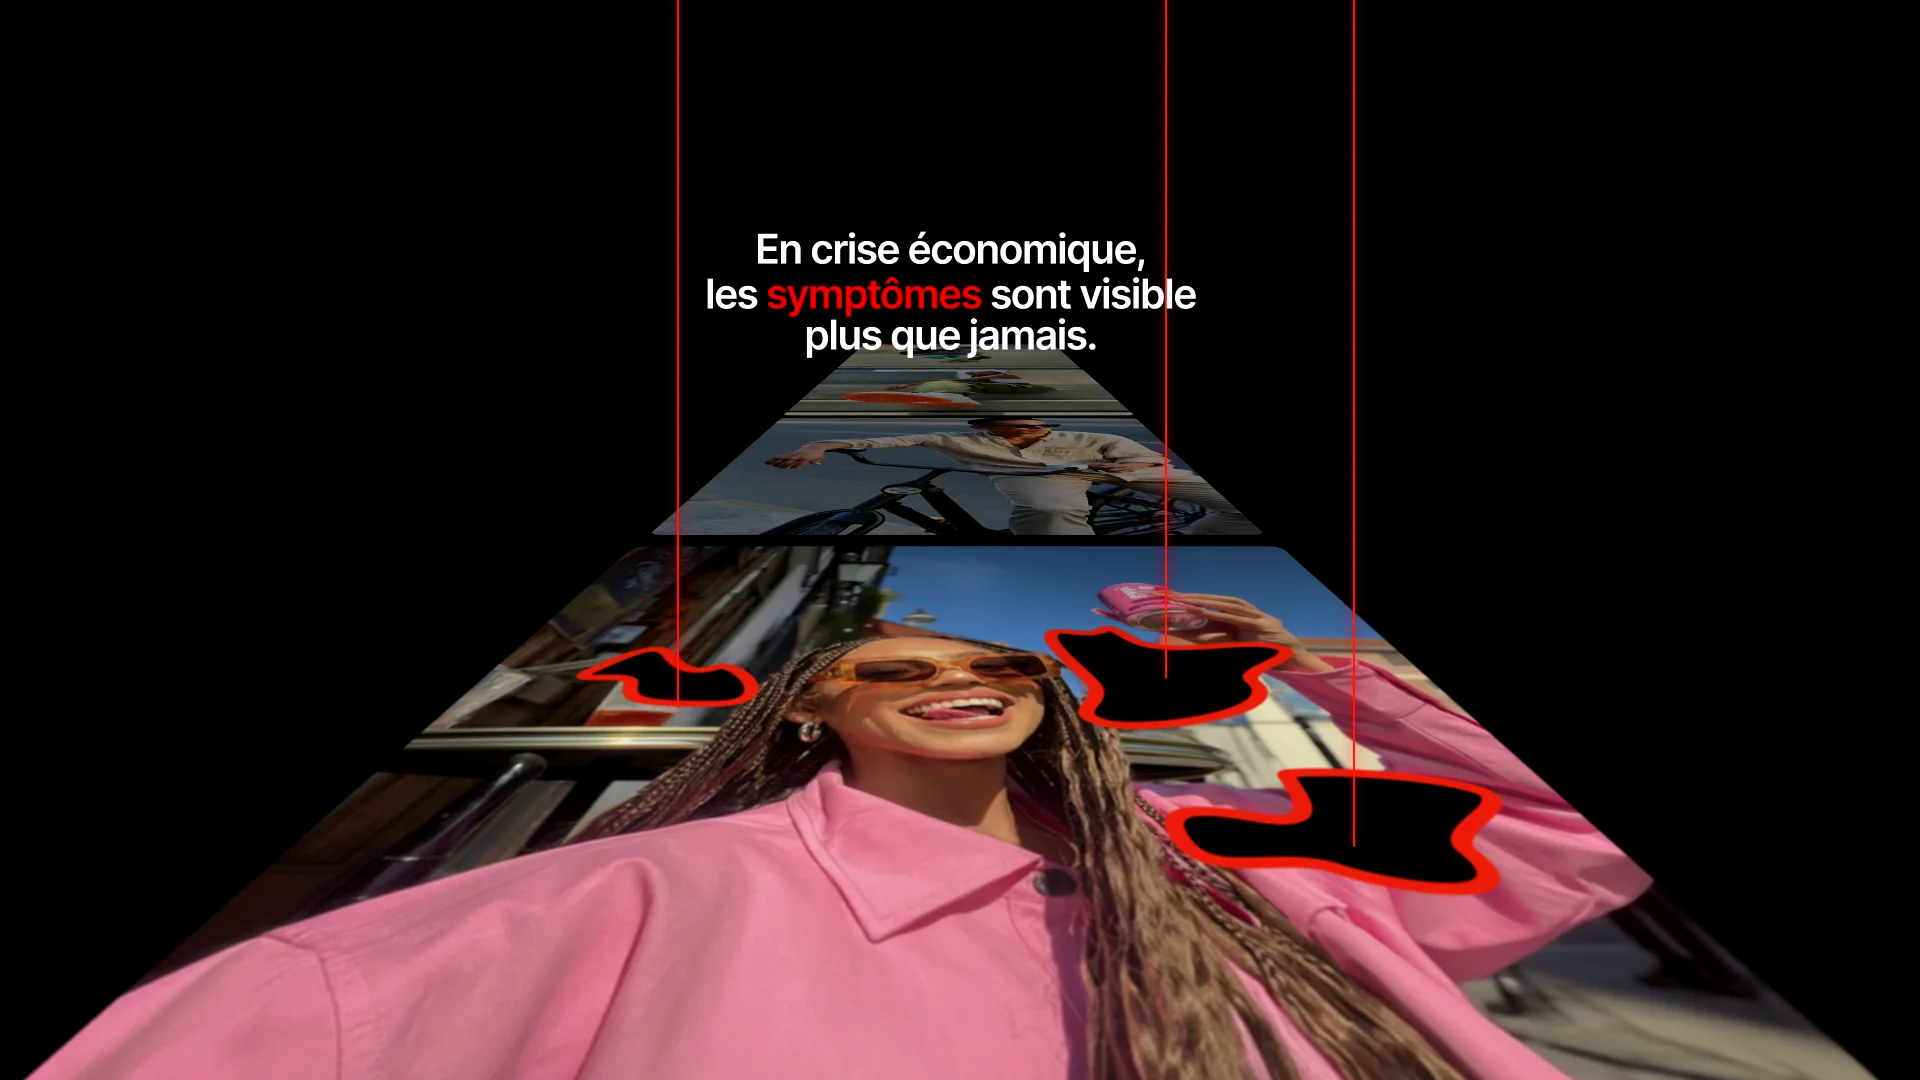 En crise économique,
les symptômes sont visible
plus que jamais.